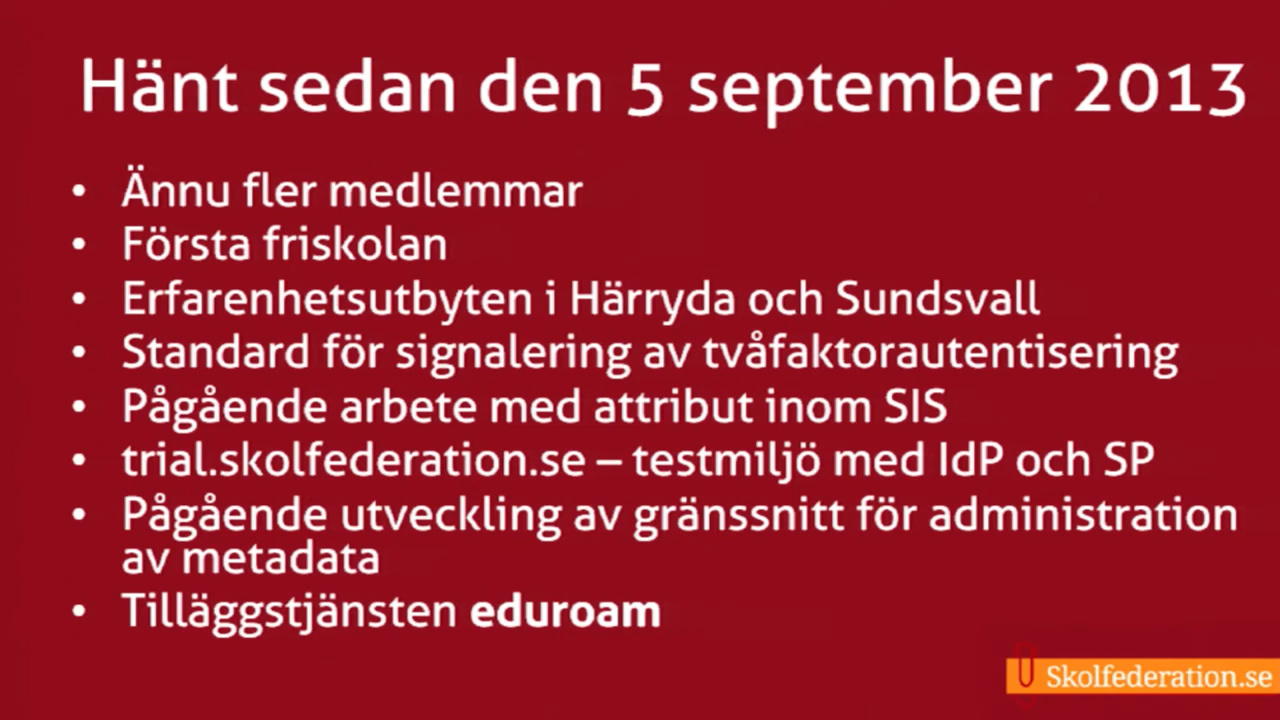 Hänt sedan den 5 september 2013
• Ännu fler medlemmar
• Första friskolan
• Erfarenhetsutbyten i Härryda och Sundsvall
• Standard för signalering av tvåfaktorautentisering
• Pågående arbete med attribut inom SIS
• trial.skolfederation.se – testmiljö med IdP och SP
• Pågående utveckling av gränssnitt för administration
av metadata
• Tilläggstjänsten eduroam
Skolfederation.se